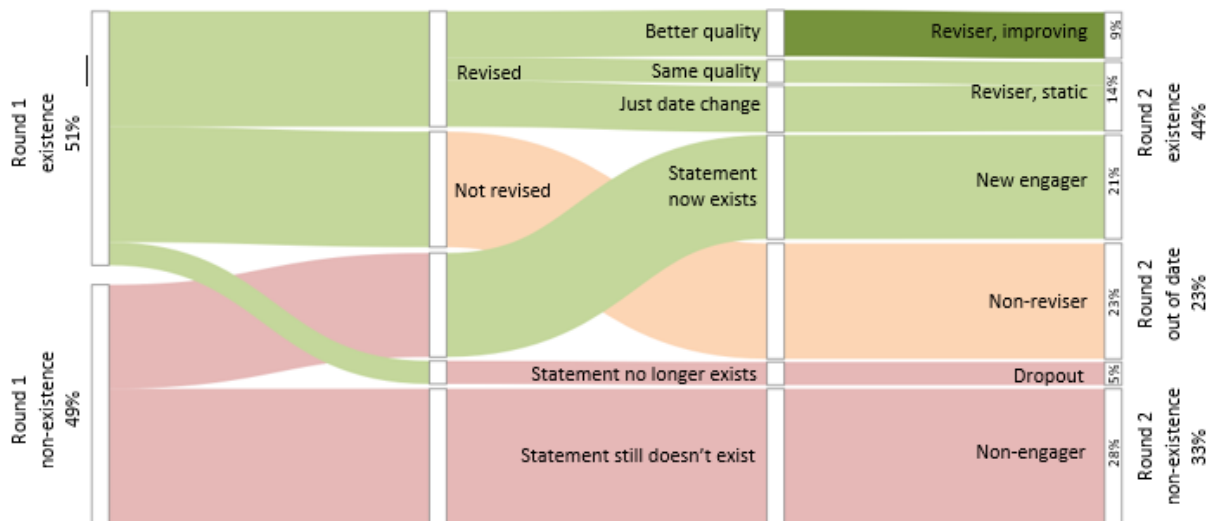 Round 1
existence
51%
Round 1
non-existence
49%
Revised
Not revised
Better quality
Same quality
Just date change
Statement
now exists
Statement no longer exists
Statement still doesn't exist
Reviser, improving
Reviser, static
New engager
Non-reviser
Dropout
Non-engager
9%
14%
21%
23%
5%
28%
Round 2
existence
44%
Round 2
out of date
23%
Round 2
non-existence
33%